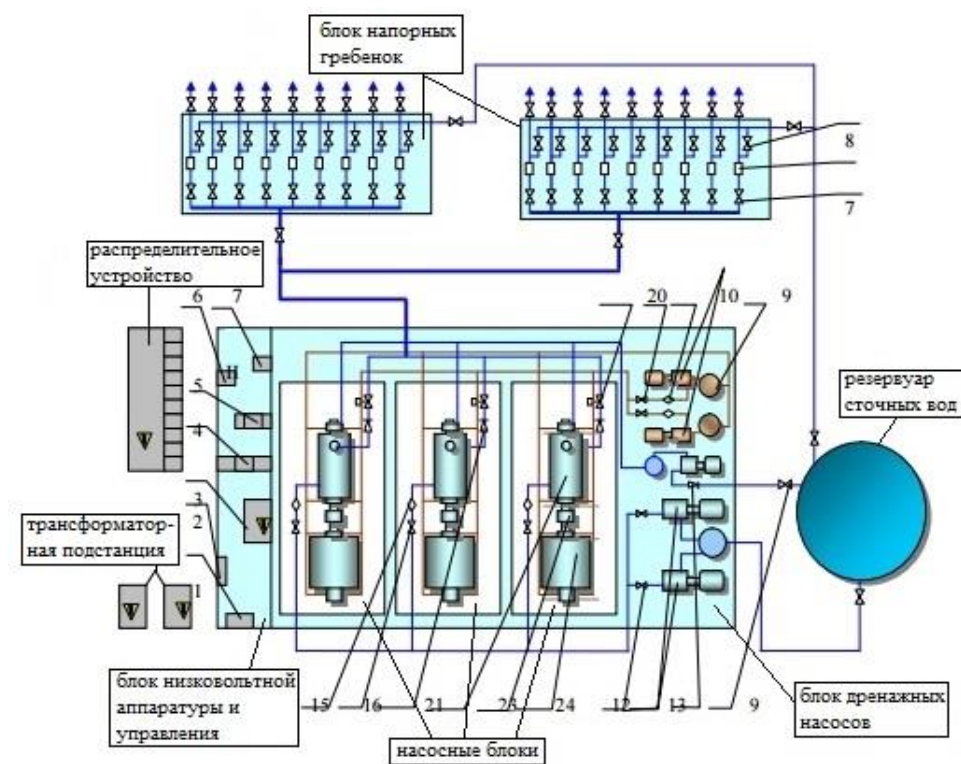 блок напорных
гребенок
8
7
распределительное
устройство
6
7
20
10
9
Н
5
4
3
2
резервуар
сточных вод
трансформатор-
ная подстанция
1
15
16
21
23
24
12
13
9
блок низковольтной
аппаратуры и
управления
насосные блоки
блок дренажных
насосов